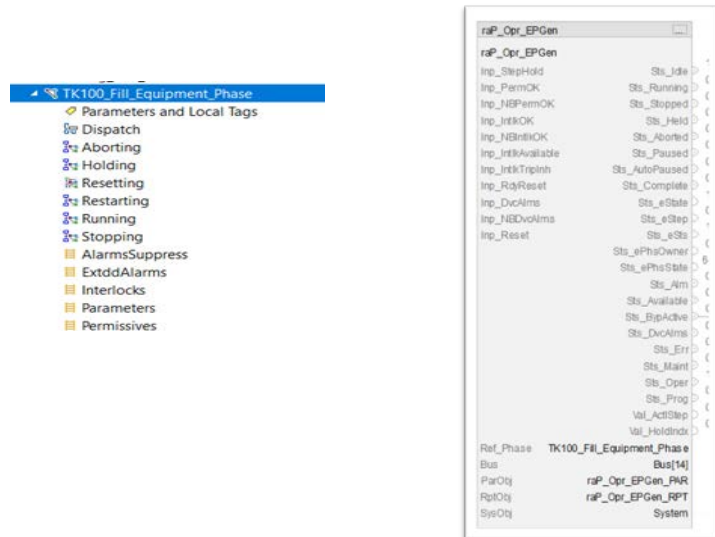 TK100_Fill_Equipment_Phase
Parameters and Local Tags
Dispatch
Aborting
Holding
Resetting
Restarting
Running
Stopping
AlarmsSuppress
ExtddAlarms
Interlocks
Parameters
Permissives
raP_Opr_EPGen
raP_Opr_EPGen
Inp_StepHold Sts_Idle
Inp_PermOK Sts_Running
Inp_NBPermOK Sts_Stopped
Inp_IntlkOK Sts_Held
Inp_NBIntlkOK Sts_Aborted
Inp_IntlkAvailable Sts_Paused
Inp_IntlkTripInh Sts_AutoPaused
Inp_RdyReset Sts_Complete
Inp_DvcAlms Sts_eState
Inp_NBDvcAlms Sts_eStep
Inp_Reset Sts_eSts
Sts_ePhsOwner
Sts_ePhsState
Sts_Alm
Sts_Available
Sts_BypActive
Sts_DvcAlms
Sts_Err
Sts_Maint
Sts_Oper
Sts_Prog
Val_ActlStep
Val_HoldIndx
Ref_Phase TK100_Fill_Equipment_Phase
Bus Bus[14]
ParObj raP_Opr_EPGen_PAR
RptObj raP_Opr_EPGen_RPT
SysObj System